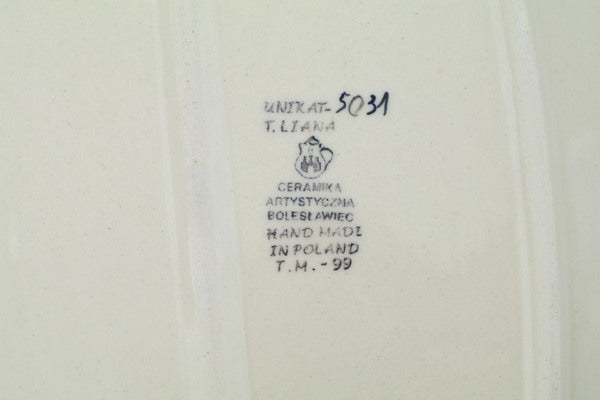 UNIKAT-5031
T. LIANA
CERAMIKA
ARTYSTYCZNA
BOLESŁAWIEC
HAND MADE
IN POLAND
T.M.-99